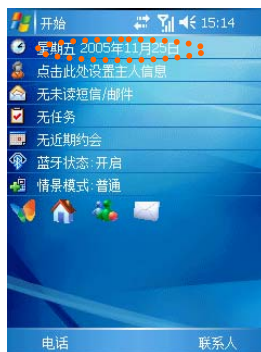 开始 15:14
星期五 2005年11月25日
点击此处设置主人信息
无未读短信/邮件
无任务
无近期约会
蓝牙状态:开启
情景模式:普通
电话 联系人